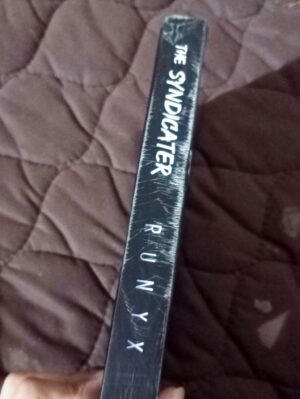 THE SYNDICATER
RUNYX